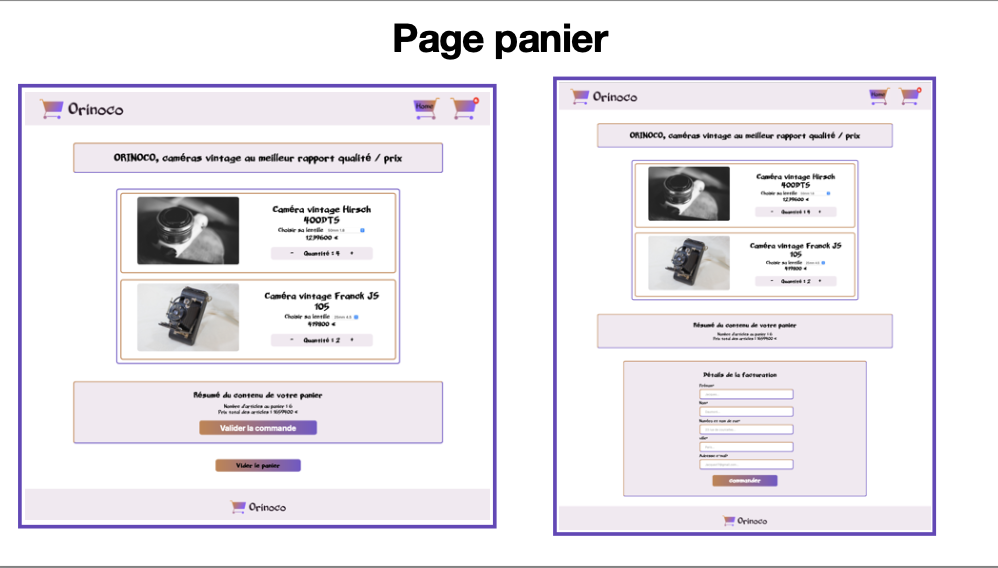 Page panier
Orinoco
Home
ORINOCO, caméras vintage au meilleur rapport qualité / prix
Caméra vintage Hirsch
400DTS
Choisir sa lentille
1239600 €
- Quantité : 4 +
Caméra vintage Franck JS
105
Choisir sa lentille
419800 €
- Quantité : 2 +
Résumé du contenu de votre panier
Nombre d'articles au panier : 6
Prix total des articles : 1659400 €
Valider la commande
Vider le panier
Orinoco
Orinoco
Home
ORINOCO, caméras vintage au meilleur rapport qualité / prix
Caméra vintage Hirsch
400DTS
Choisir sa lentille
1239600 €
- Quantité : 4 +
Caméra vintage Franck JS
105
Choisir sa lentille
419800 €
- Quantité : 2 +
Résumé du contenu de votre panier
Nombre d'articles au panier : 6
Prix total des articles : 1659400 €
Détails de la facturation
Prénom
Nom
Numéro et nom de rue
Ville
Adresse e-mail
Commander
Orinoco